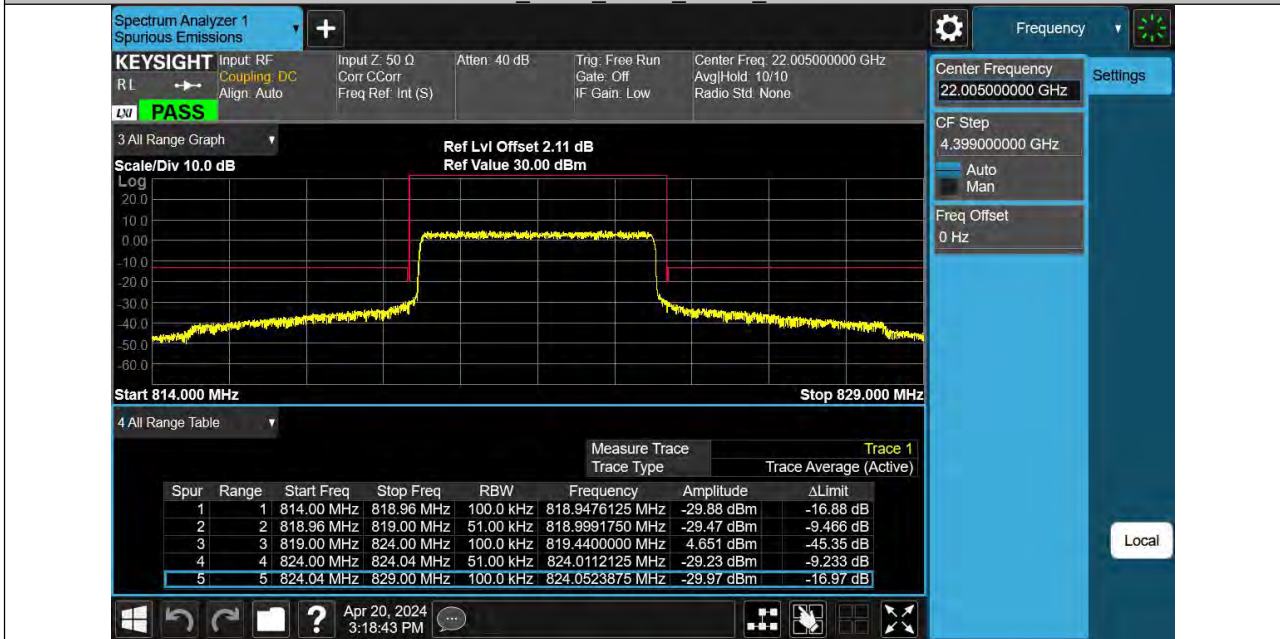 Spectrum Analyzer 1
Spurious Emissions
Frequency
KEYSIGHT
RL
LXI
PASS
Input: RF
Coupling: DC
Align: Auto
Input Z: 50 Ω
Corr CCorr
Freq Ref: Int (S)
Atten: 40 dB
Trig: Free Run
Gate: Off
IF Gain: Low
Center Freq: 22.005000000 GHz
Avg|Hold: 10/10
Radio Std: None
Center Frequency
22.005000000 GHz
Settings
CF Step
4.399000000 GHz
Auto
Man
Freq Offset
0 Hz
Local
3 All Range Graph
Scale/Div 10.0 dB
Ref Lvl Offset 2.11 dB
Ref Value 30.00 dBm
Log
20.0
10.0
0.00
-10.0
-20.0
-30.0
-40.0
-50.0
-60.0
Start 814.000 MHz Stop 829.000 MHz
4 All Range Table
Measure Trace Trace 1
Trace Type Trace Average (Active)
Spur Range Start Freq Stop Freq RBW Frequency Amplitude ΔLimit
1 1 814.00 MHz 818.96 MHz 100.0 kHz 818.9476125 MHz -29.88 dBm -16.88 dB
2 2 818.96 MHz 819.00 MHz 51.00 kHz 818.9991750 MHz -29.47 dBm -9.466 dB
3 3 819.00 MHz 824.00 MHz 100.0 kHz 819.4400000 MHz 4.651 dBm -45.35 dB
4 4 824.00 MHz 824.04 MHz 51.00 kHz 824.0112125 MHz -29.23 dBm -9.233 dB
5 5 824.04 MHz 829.00 MHz 100.0 kHz 824.0523875 MHz -29.97 dBm -16.97 dB
Apr 20, 2024
3:18:43 PM